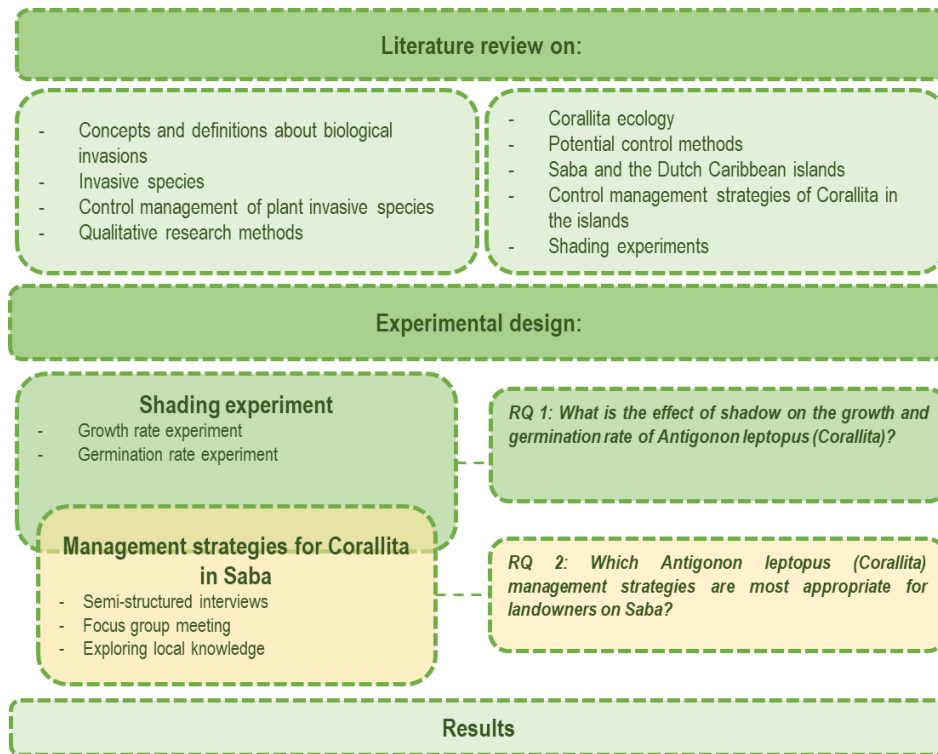 Literature review on:
- Concepts and definitions about biological
invasions
- Invasive species
- Control management of plant invasive species
- Qualitative research methods
- Corallita ecology
- Potential control methods
- Saba and the Dutch Caribbean islands
- Control management strategies of Corallita in
the islands
- Shading experiments
Experimental design:
Shading experiment
- Growth rate experiment
- Germination rate experiment
RQ 1: What is the effect of shadow on the growth and
germination rate of Antigonon leptopus (Corallita)?
Management strategies for Corallita
in Saba
- Semi-structured interviews
- Focus group meeting
- Exploring local knowledge
RQ 2: Which Antigonon leptopus (Corallita)
management strategies are most appropriate for
landowners on Saba?
Results